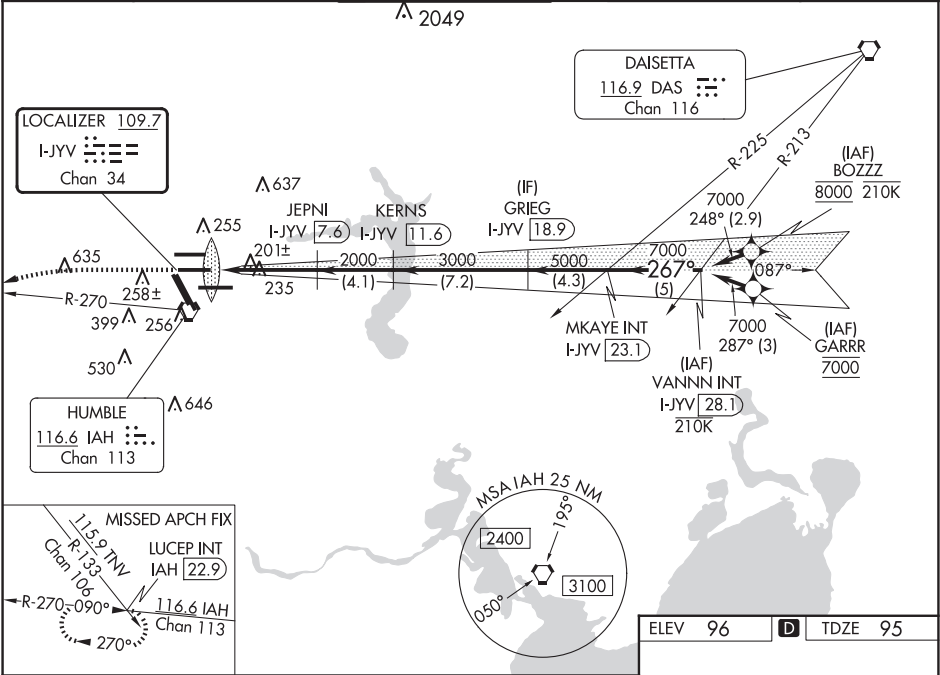 2049
DAISETTA
116.9 DAS
Chan 116
LOCALIZER 109.7
I-JYV
Chan 34
R-225
R-213
(IAF)
BOZZZ
8000 210K
637
JEPNI
I-JYV 7.6
KERNS
I-JYV 11.6
(IF)
GRIEG
I-JYV 18.9
7000
248° (2.9)
255
201±
635
235
2000
(4.1)
3000
(7.2)
5000
(4.3)
7000
267°
(5)
087°
R-270
258±
399
256
530
MKAYE INT
I-JYV 23.1
7000
287° (3)
(IAF)
GARRR
7000
(IAF)
VANNN INT
I-JYV 28.1
210K
HUMBLE
116.6 IAH
Chan 113
646
MISSED APCH FIX
115.9 TNV
R-133
Chan 106
LUCEP INT
IAH 22.9
R-270
090°
116.6 IAH
Chan 113
270°
MSA IAH 25 NM
195°
2400
3100
050°
ELEV 96 D TDZE 95